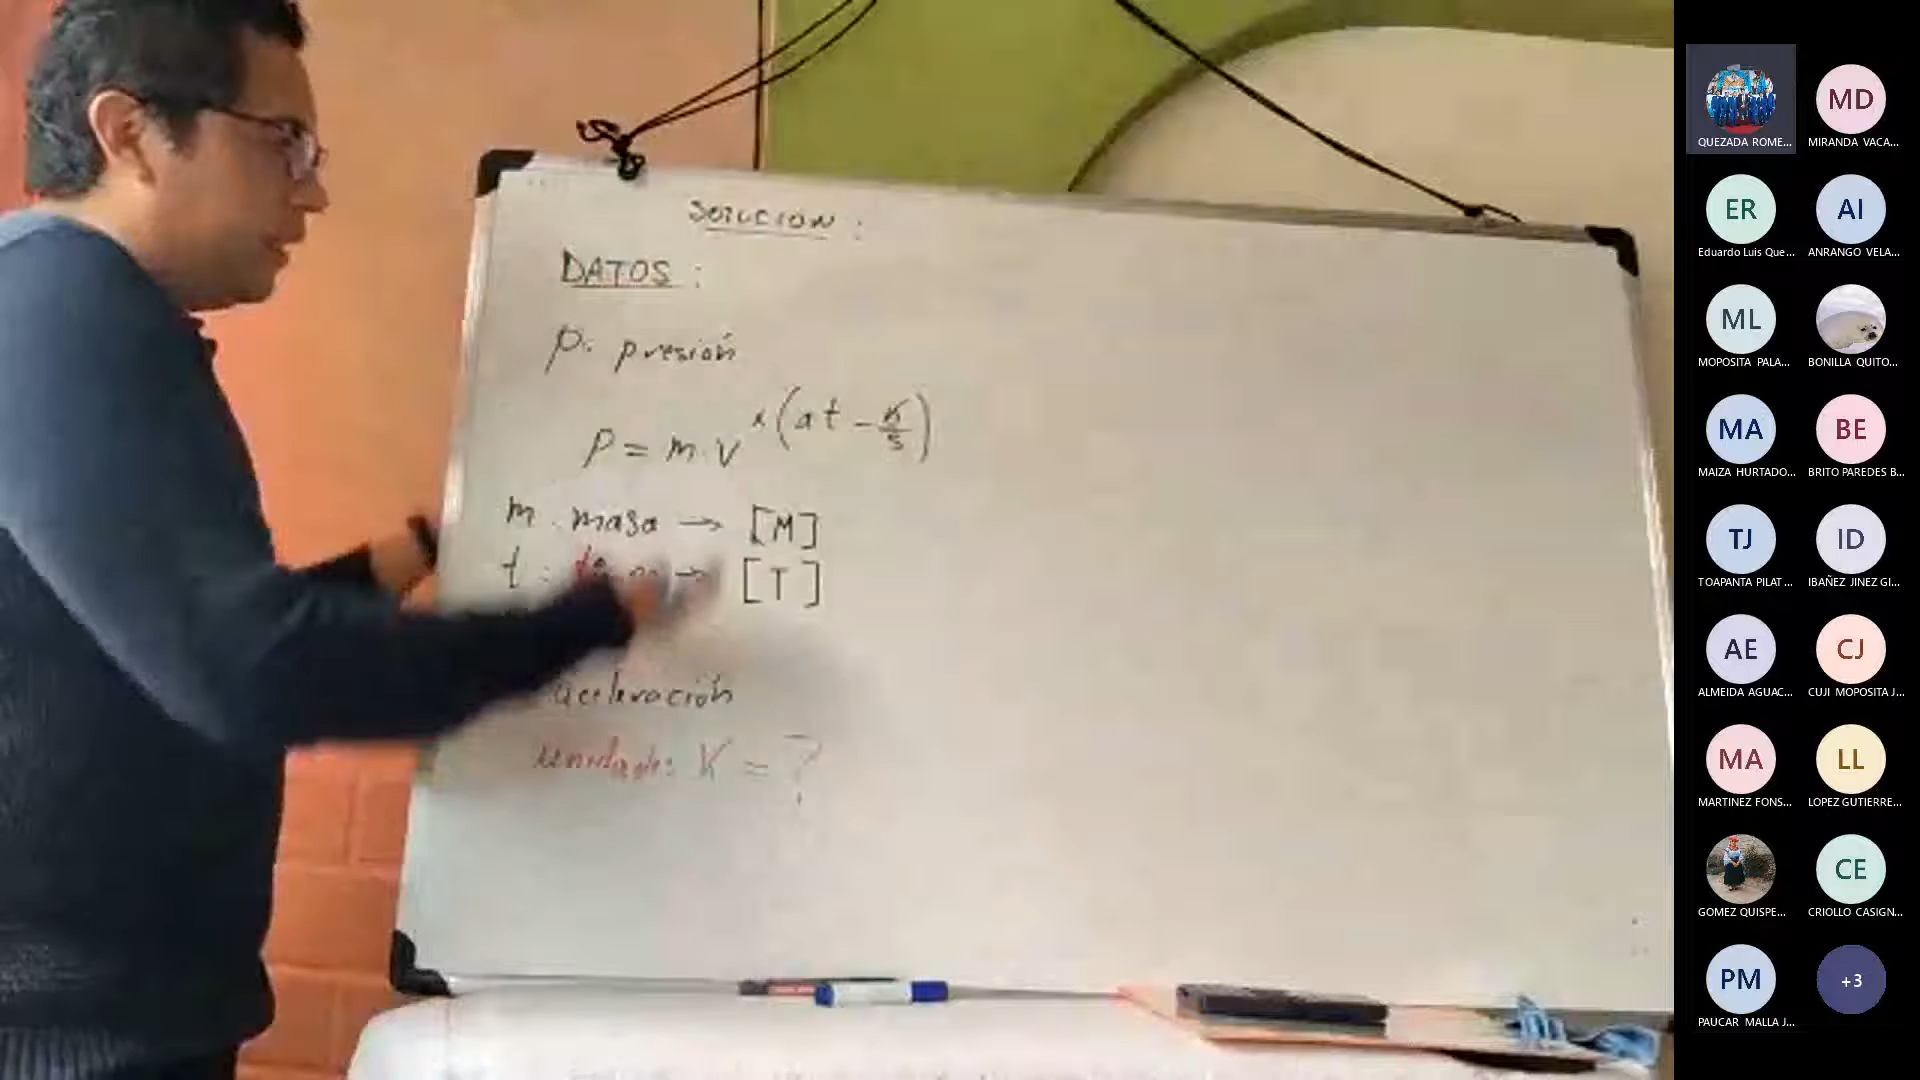 SOLUCION :
DATOS :
P: presión
P = m.v^x(at - K/s)
m. masa → [M]
t : → [T]
aceleración
unidades K = ?
QUEZADA ROME...
MD
MIRANDA VACA...
ER
Eduardo Luis Que...
AI
ANRANGO VELA...
ML
MOPOSITA PALA...
BONILLA QUITO...
MA
MAIZA HURTADO...
BE
BRITO PAREDES B...
TJ
TOAPANTA PILAT...
ID
IBAÑEZ JINEZ GI...
AE
ALMEIDA AGUAC...
CJ
CUJI MOPOSITA J...
MA
MARTINEZ FONS...
LL
LOPEZ GUTIERRE...
GOMEZ QUISPE...
CE
CRIOLLO CASIGN...
PM
PAUCAR MALLA J...
+3